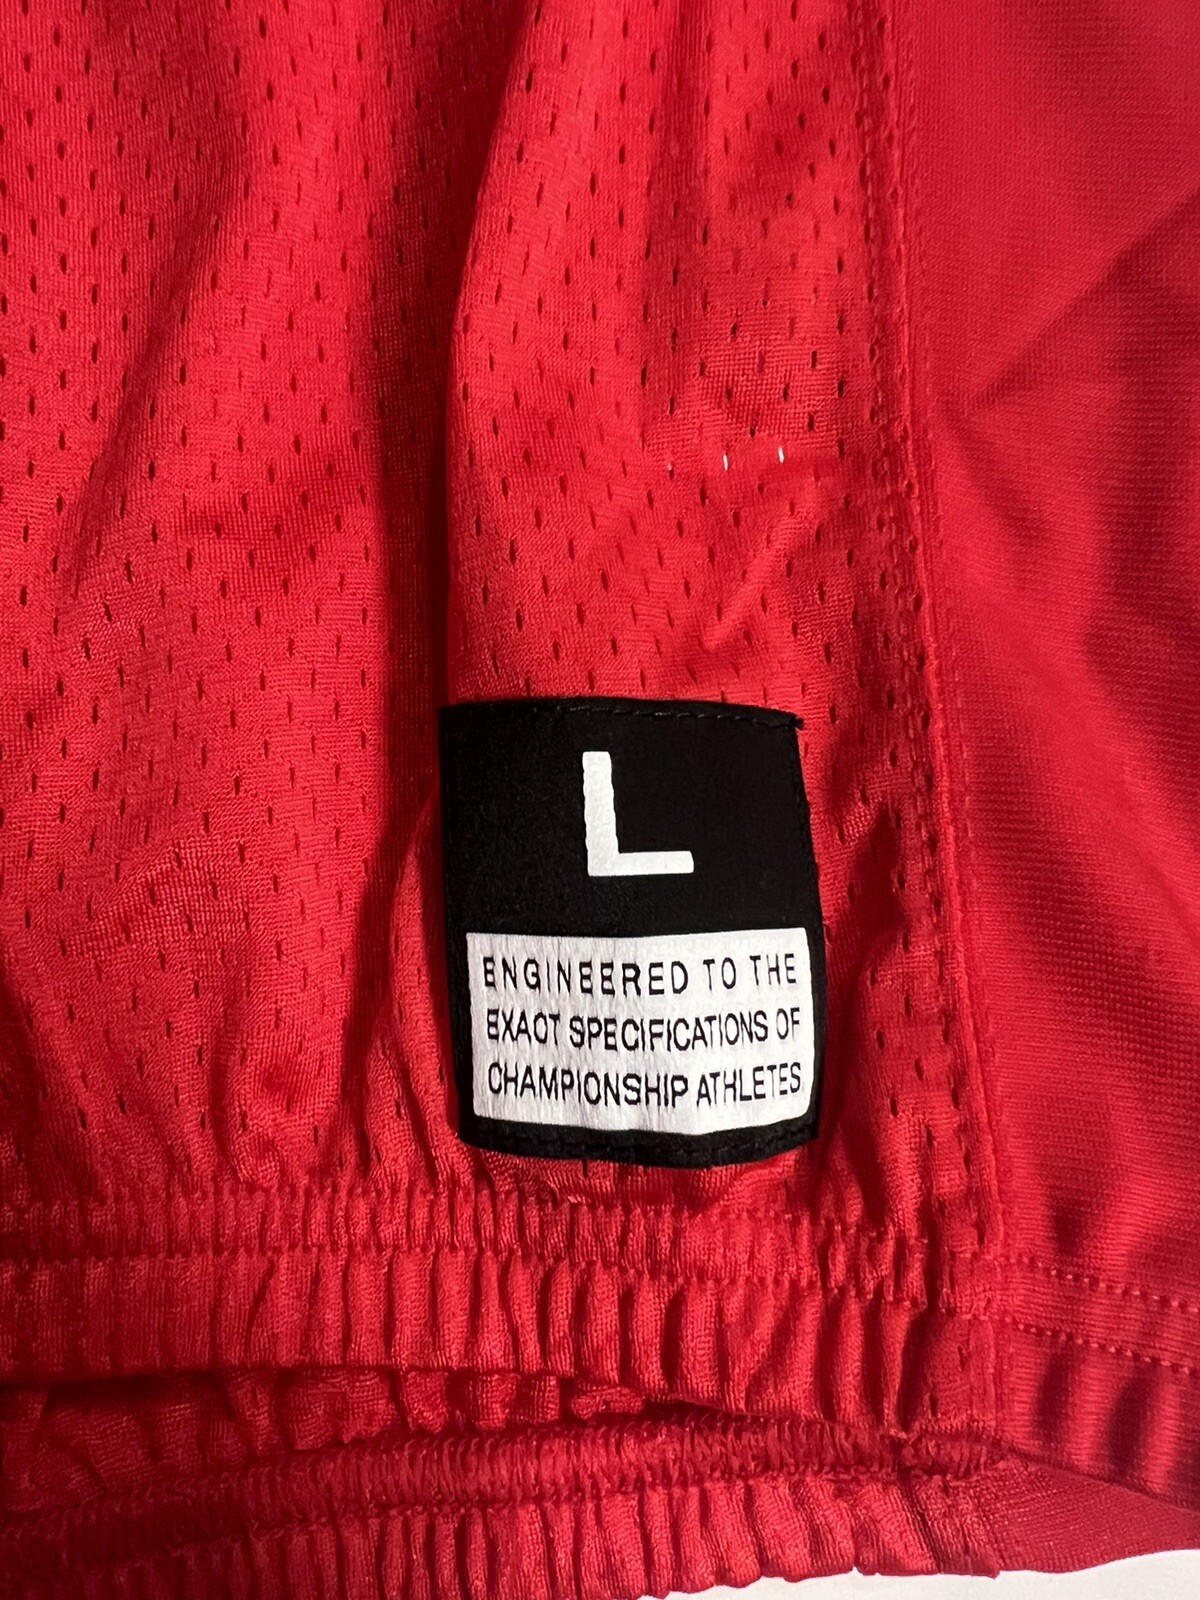 L
ENGINEERED TO THE
EXACT SPECIFICATIONS OF
CHAMPIONSHIP ATHLETES